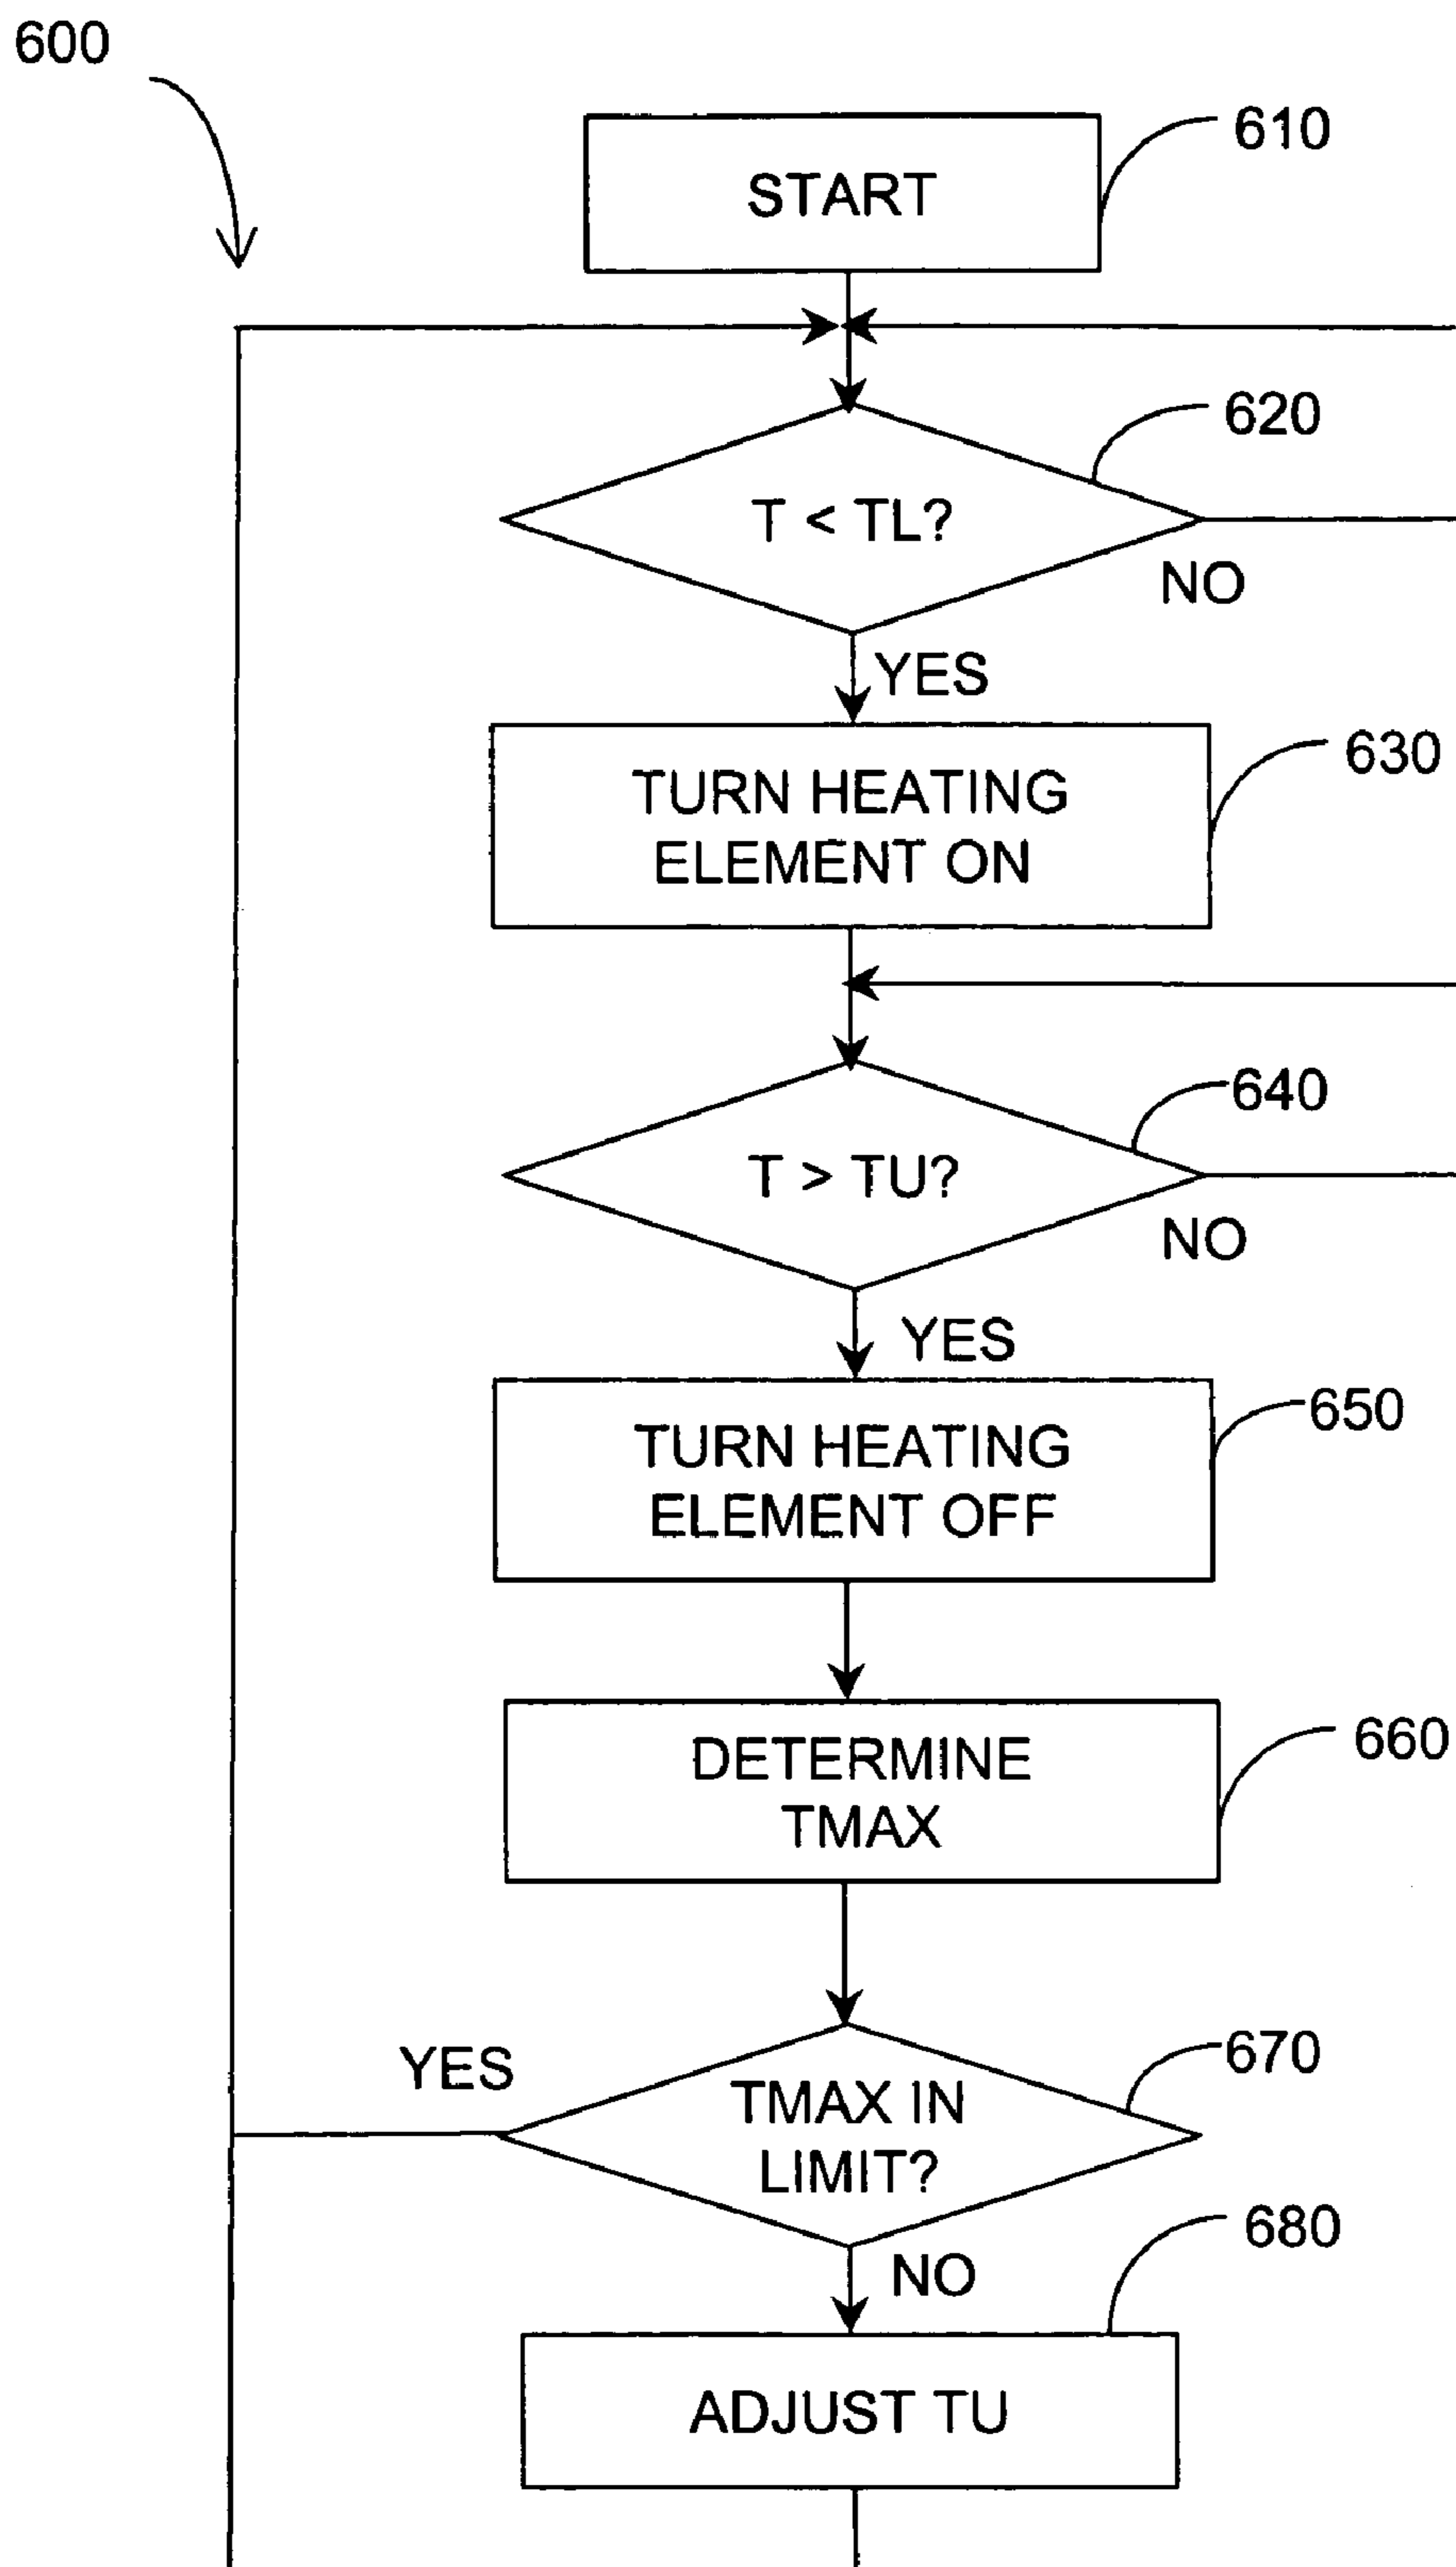 600
610
START
620
T < TL?
NO
YES
630
TURN HEATING
ELEMENT ON
640
T > TU?
NO
YES
650
TURN HEATING
ELEMENT OFF
660
DETERMINE
TMAX
670
YES
TMAX IN
LIMIT?
680
NO
ADJUST TU